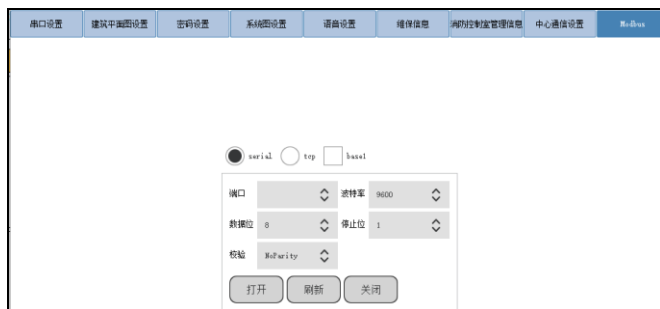 串口设置 建筑平面图设置 密码设置 系统图设置 语音设置 维保信息 消防控制室管理信息 中心通信设置 Modbus
serial tcp base1
端口 波特率 9600
数据位 8 停止位 1
校验 NoParity
打开 刷新 关闭